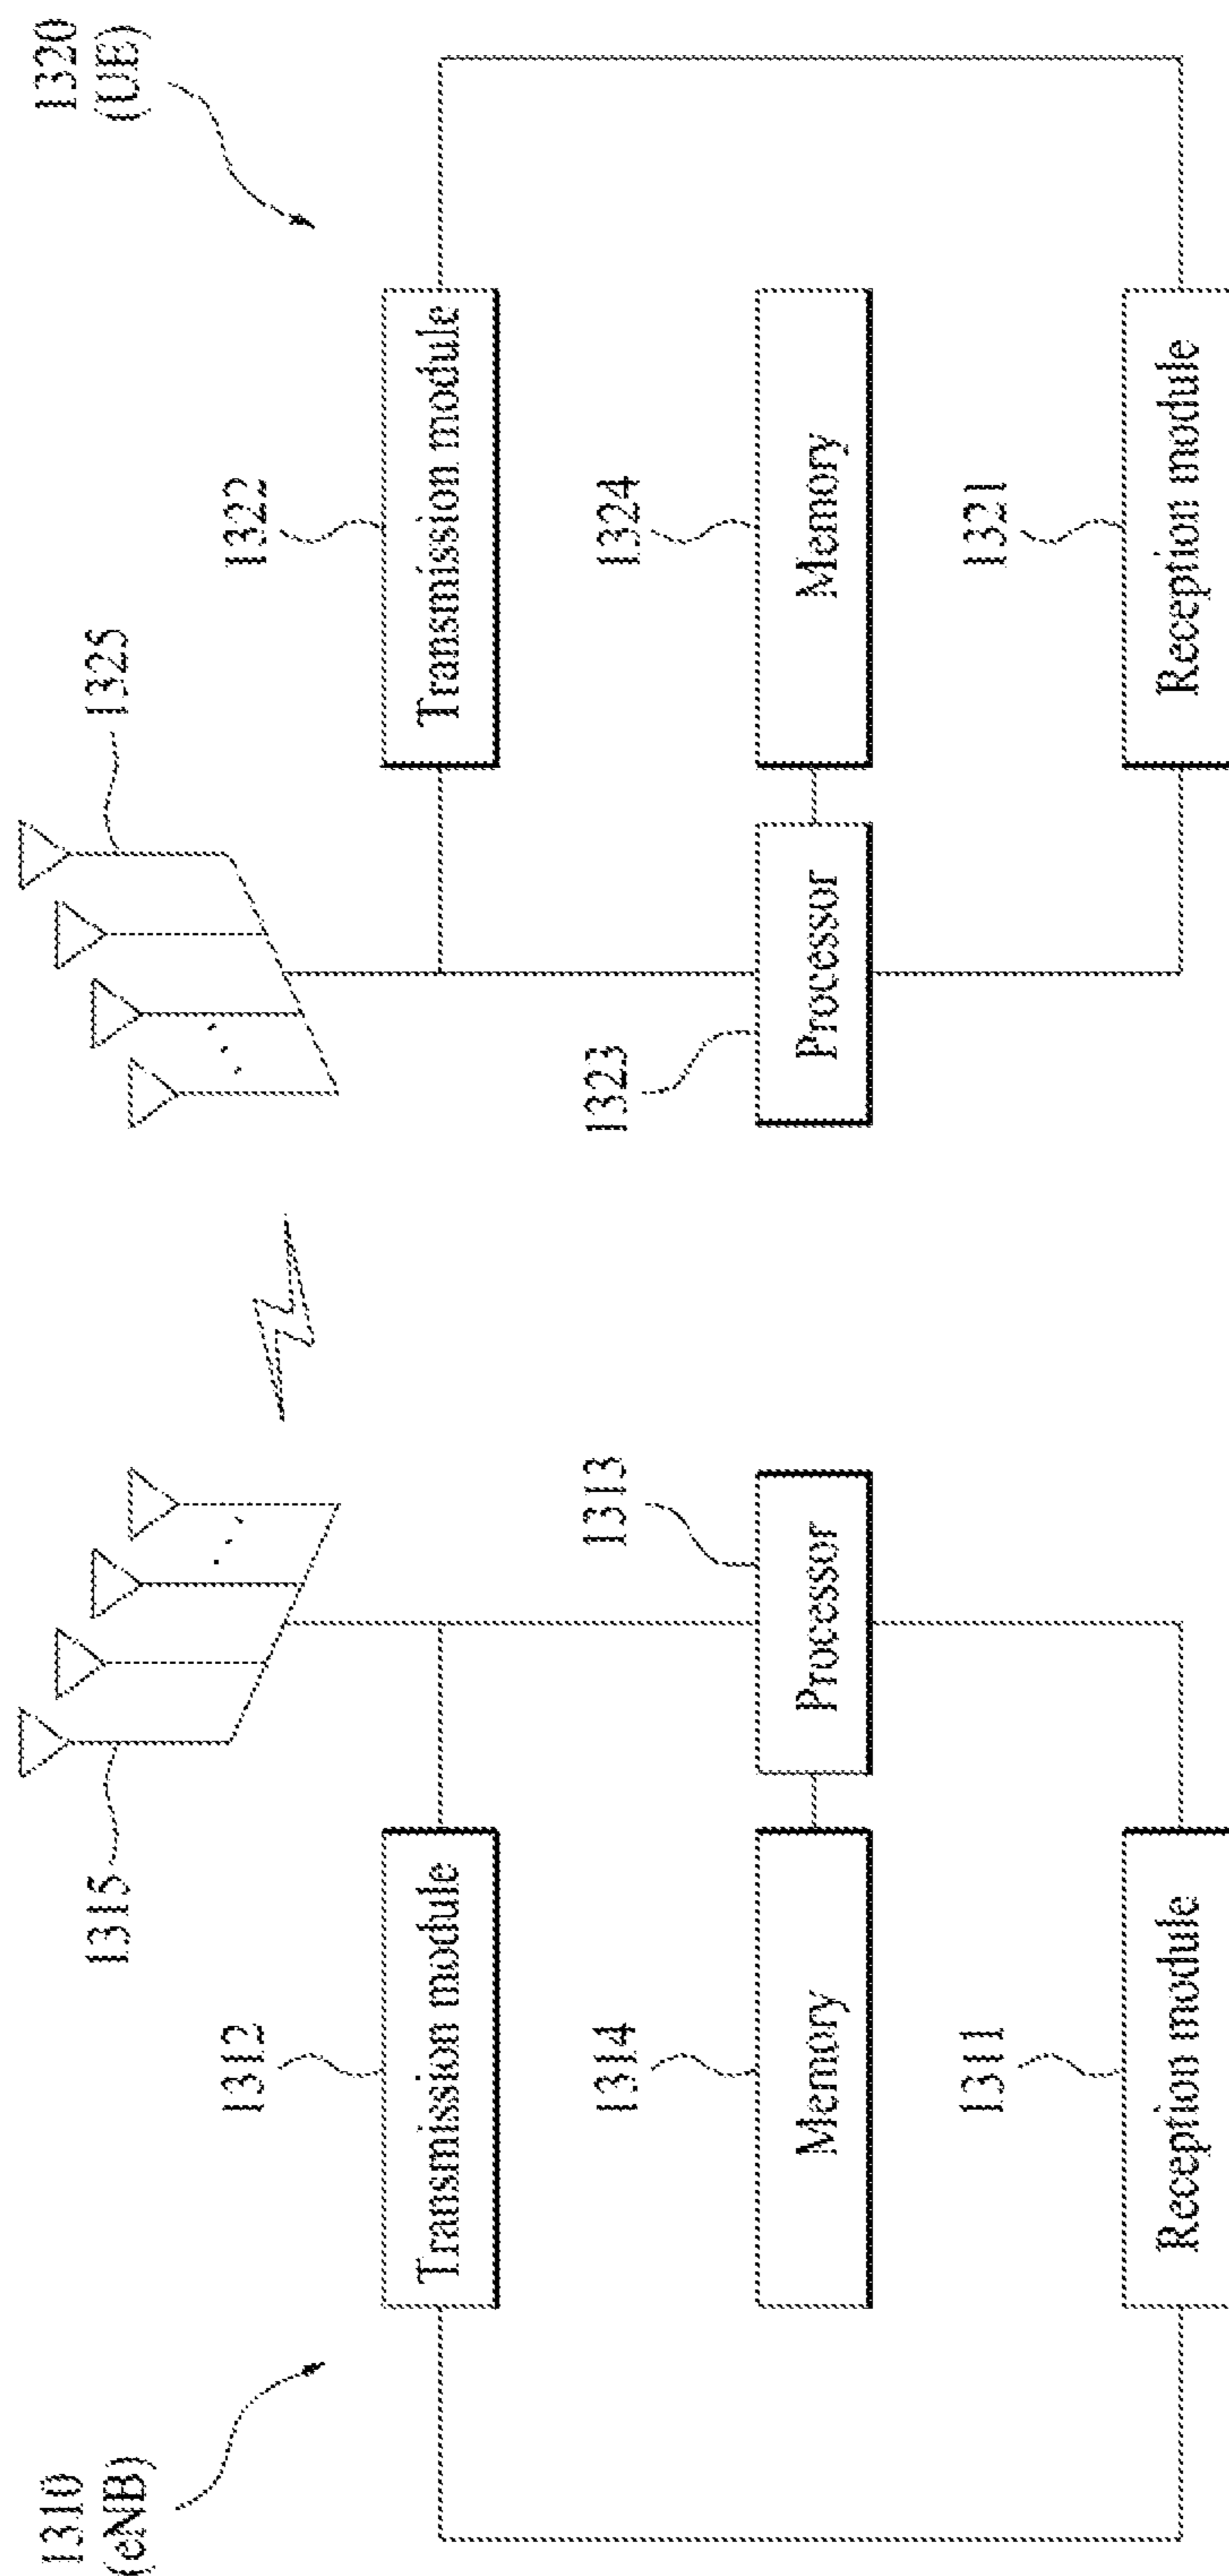 1310
(eNB)
1315
1312
Transmission module
1314
Memory
1313
Processor
1311
Reception module
1320
(UE)
1325
1322
Transmission module
1323
Processor
1324
Memory
1321
Reception module